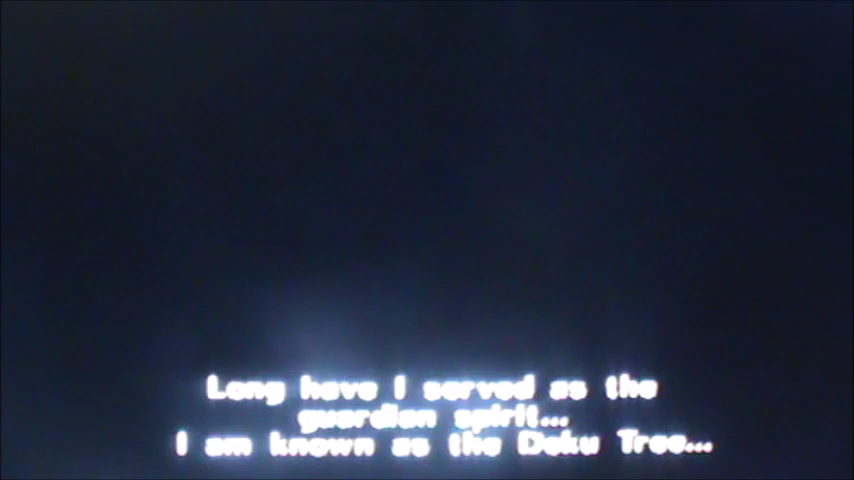 Long have I served as the
guardian spirit...
I am known as the Deku Tree...